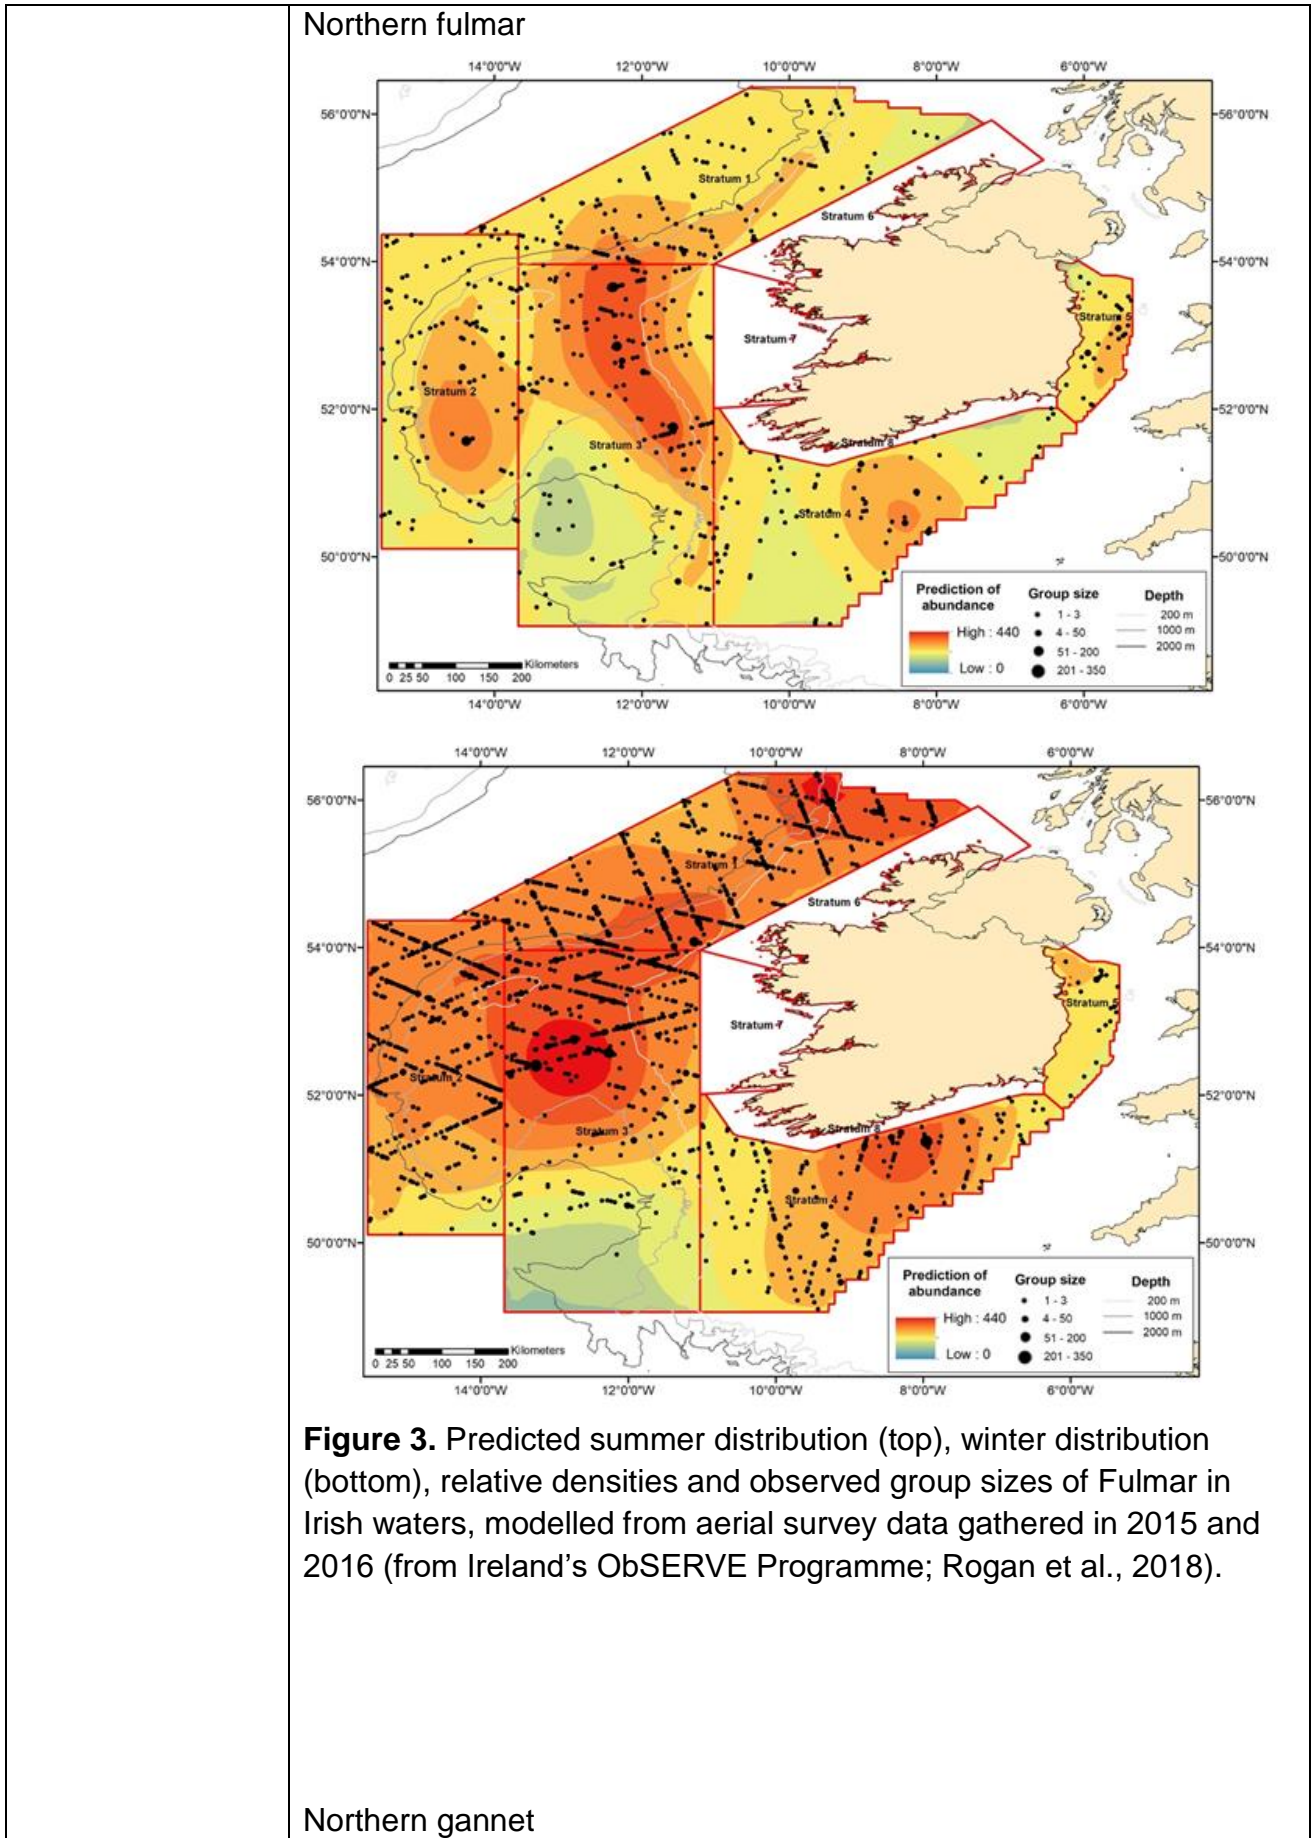 Northern fulmar
14°0'0"W 12°0'0"W 10°0'0"W 8°0'0"W 6°0'0"W
56°0'0"N 56°0'0"N
Stratum 1
Stratum 6
54°0'0"N 54°0'0"N
Stratum 5
Stratum 7
Stratum 2
52°0'0"N 52°0'0"N
Stratum 3
Stratum 8
Stratum 4
50°0'0"N 50°0'0"N
Prediction of abundance
High : 440
Low : 0
Group size
1 - 3
4 - 50
51 - 200
201 - 350
Depth
200 m
1000 m
2000 m
Kilometers
0 25 50 100 150 200
14°0'0"W 12°0'0"W 10°0'0"W 8°0'0"W 6°0'0"W
14°0'0"W 12°0'0"W 10°0'0"W 8°0'0"W 6°0'0"W
56°0'0"N 56°0'0"N
Stratum 1
Stratum 6
54°0'0"N 54°0'0"N
Stratum 5
Stratum 7
Stratum 2
52°0'0"N 52°0'0"N
Stratum 3
Stratum 8
Stratum 4
50°0'0"N 50°0'0"N
Prediction of abundance
High : 440
Low : 0
Group size
1 - 3
4 - 50
51 - 200
201 - 350
Depth
200 m
1000 m
2000 m
Kilometers
0 25 50 100 150 200
14°0'0"W 12°0'0"W 10°0'0"W 8°0'0"W 6°0'0"W
Figure 3. Predicted summer distribution (top), winter distribution
(bottom), relative densities and observed group sizes of Fulmar in
Irish waters, modelled from aerial survey data gathered in 2015 and
2016 (from Ireland's ObSERVE Programme; Rogan et al., 2018).
Northern gannet